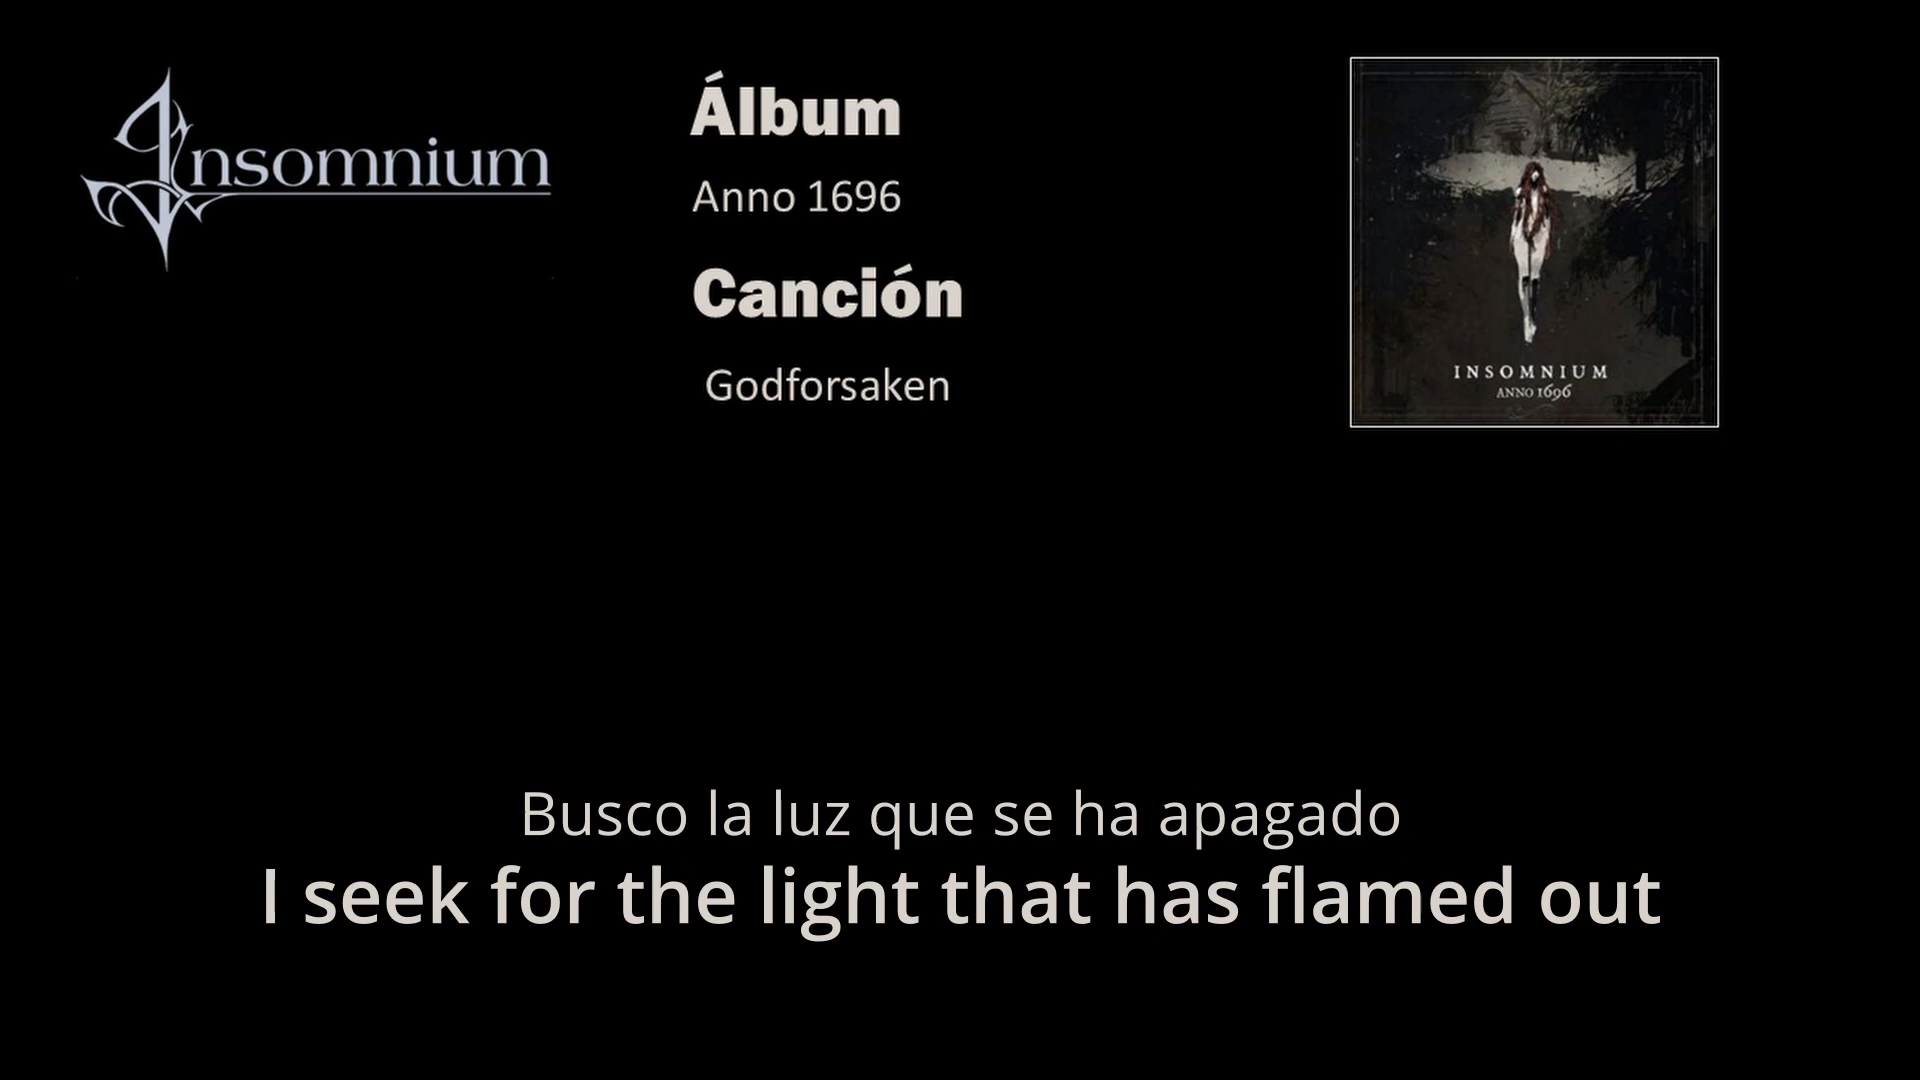 Insomnium
Álbum
Anno 1696
Canción
Godforsaken
INSOMNIUM
ANNO 1696
Busco la luz que se ha apagado
I seek for the light that has flamed out